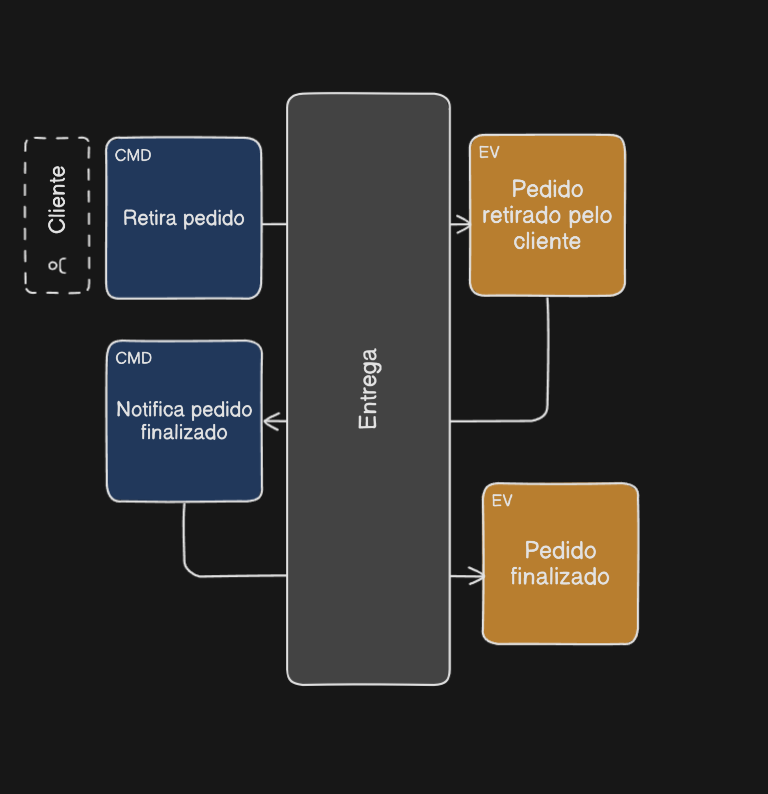 Cliente
CMD
Retira pedido
EV
Pedido
retirado pelo
cliente
Entrega
CMD
Notifica pedido
finalizado
EV
Pedido
finalizado